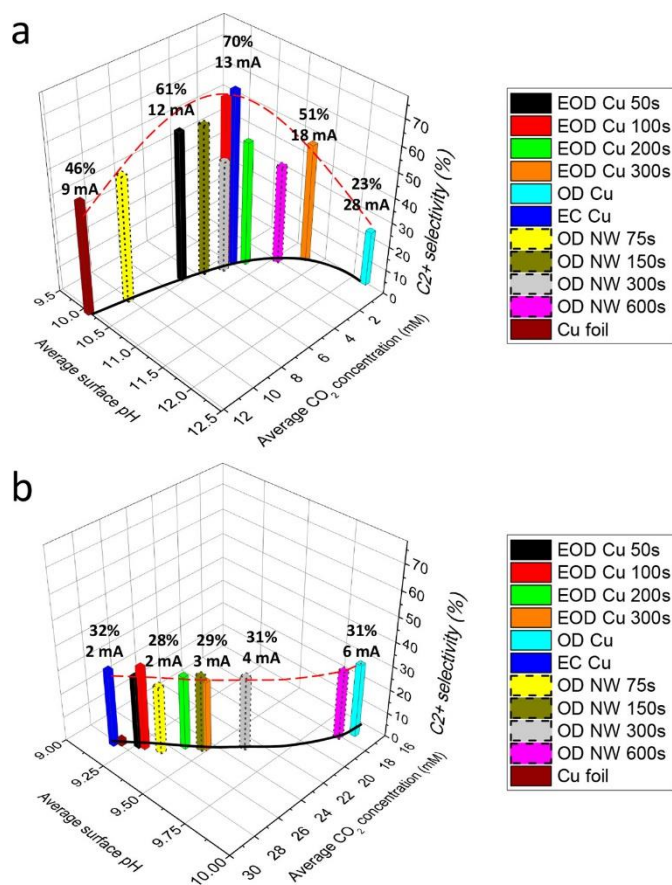 a
70%
13 mA
61%
12 mA
51%
18 mA
46%
9 mA
23%
28 mA
70
60
50
40
30
20
10
0
C2+ selectivity (%)
9.5
10.0
10.5
11.0
11.5
12.0
12.5
Average surface pH
12
10
8
6
4
2
Average CO2 concentration (mM)
EOD Cu 50s
EOD Cu 100s
EOD Cu 200s
EOD Cu 300s
OD Cu
EC Cu
OD NW 75s
OD NW 150s
OD NW 300s
OD NW 600s
Cu foil
b
32%
2 mA
28%
2 mA
29%
3 mA
31%
4 mA
31%
6 mA
70
60
50
40
30
20
10
0
C2+ selectivity (%)
9.00
9.25
9.50
9.75
10.00
Average surface pH
30
28
26
24
22
20
18
16
Average CO2 concentration (mM)
EOD Cu 50s
EOD Cu 100s
EOD Cu 200s
EOD Cu 300s
OD Cu
EC Cu
OD NW 75s
OD NW 150s
OD NW 300s
OD NW 600s
Cu foil